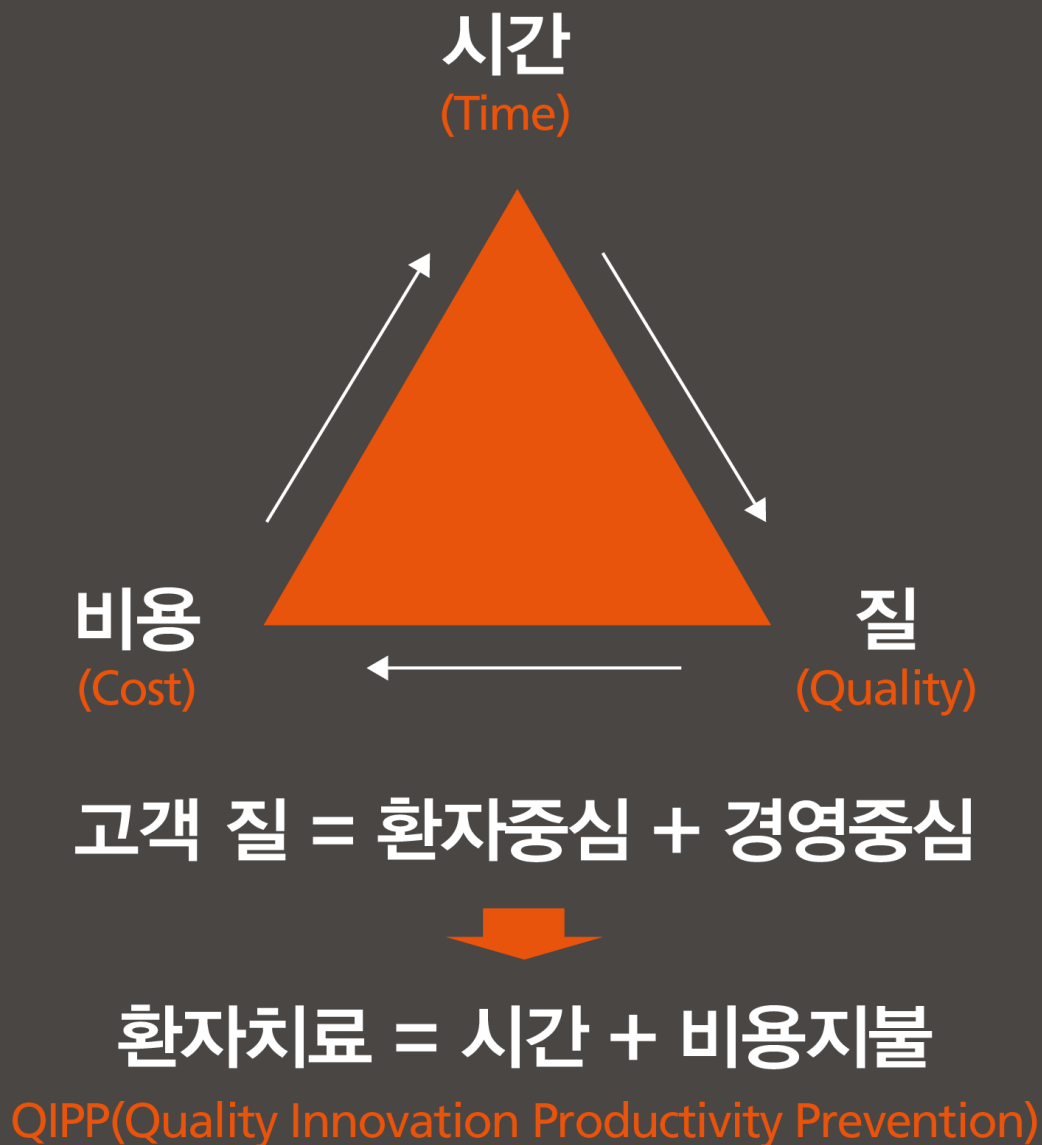 시간
(Time)
비용
(Cost)
질
(Quality)
고객 질 = 환자중심 + 경영중심
환자치료 = 시간 + 비용지불
QIPP(Quality Innovation Productivity Prevention)